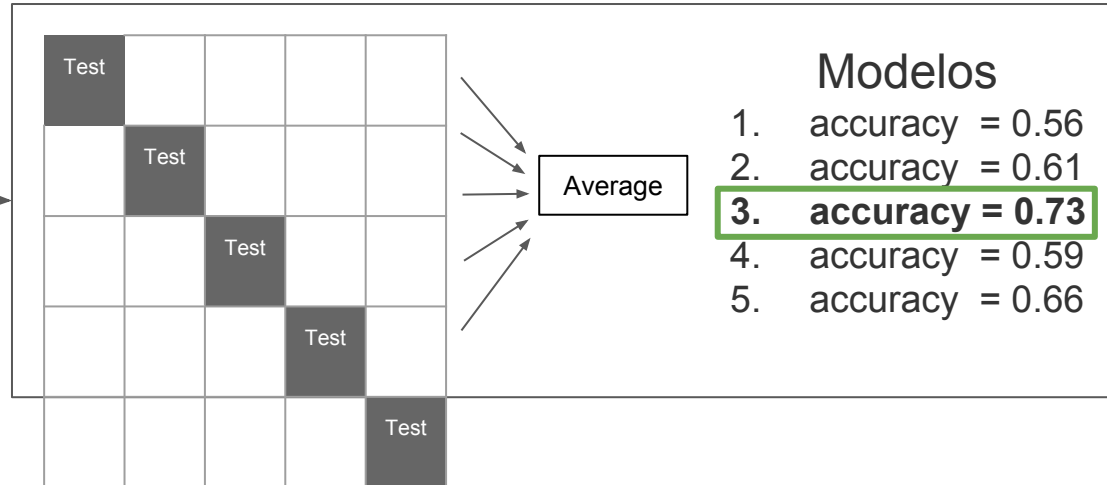 Test
Test
Test
Test
Test
Average
Modelos
1. accuracy = 0.56
2. accuracy = 0.61
3. accuracy = 0.73
4. accuracy = 0.59
5. accuracy = 0.66